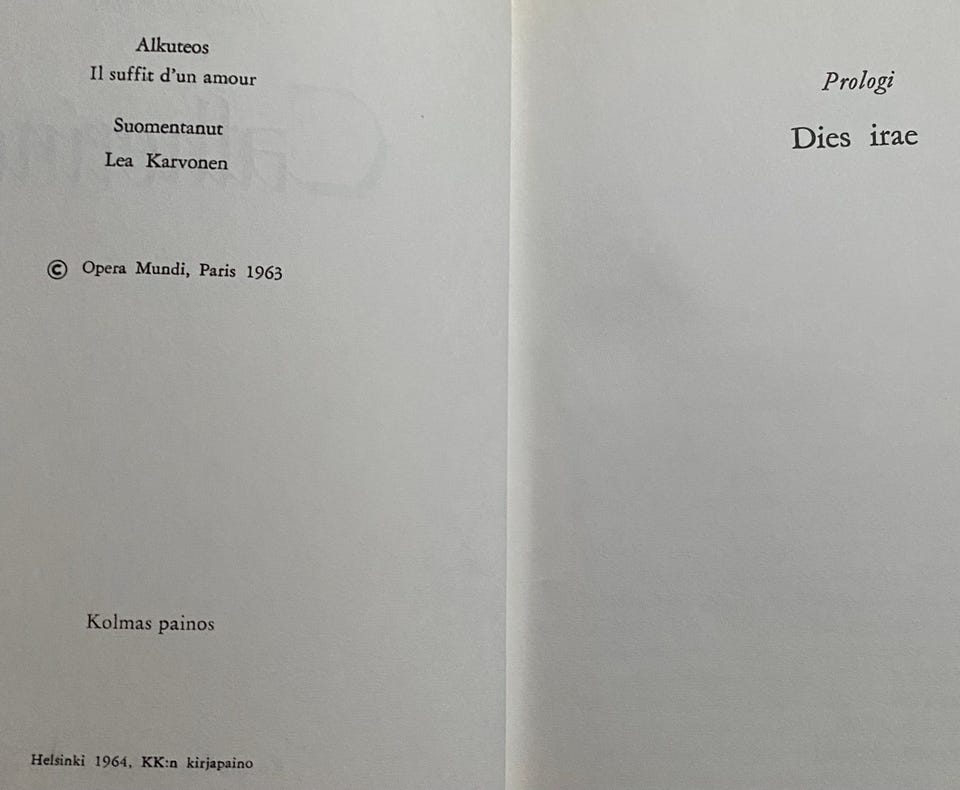 Alkuteos
Il suffit d'un amour
Suomentanut
Lea Karvonen
© Opera Mundi, Paris 1963
Kolmas painos
Helsinki 1964, KK:n kirjapaino
Prologi
Dies irae